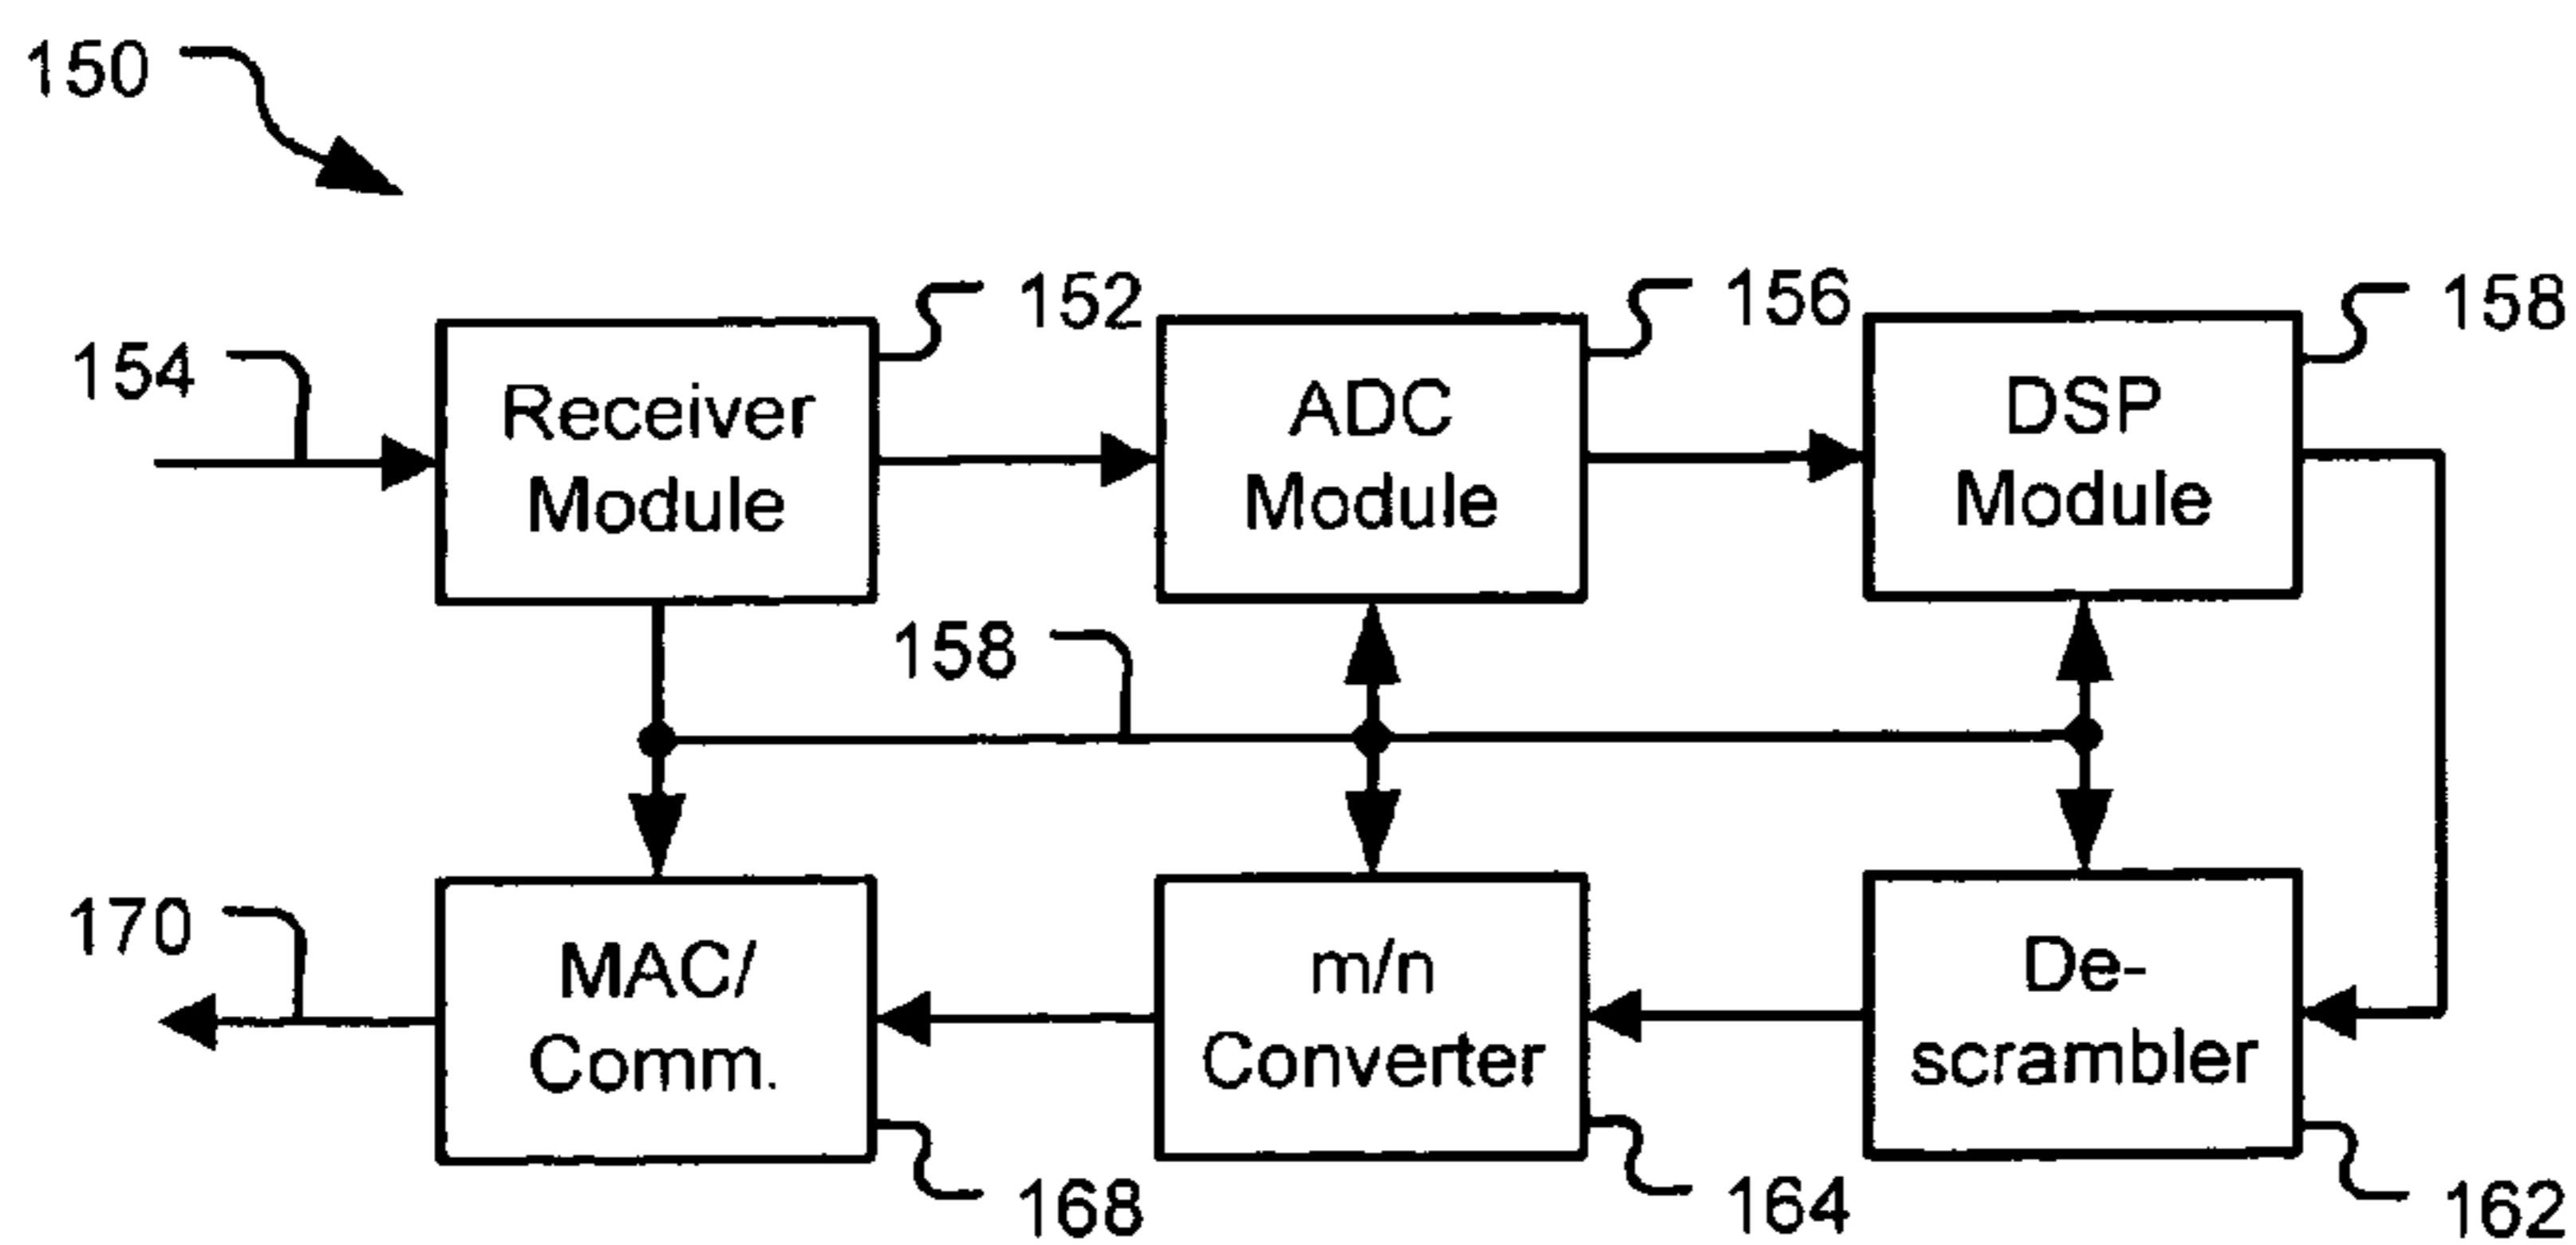 150
152
156
158
154
Receiver
Module
ADC
Module
DSP
Module
158
170
MAC/
Comm.
m/n
Converter
De-
scrambler
168
164
162